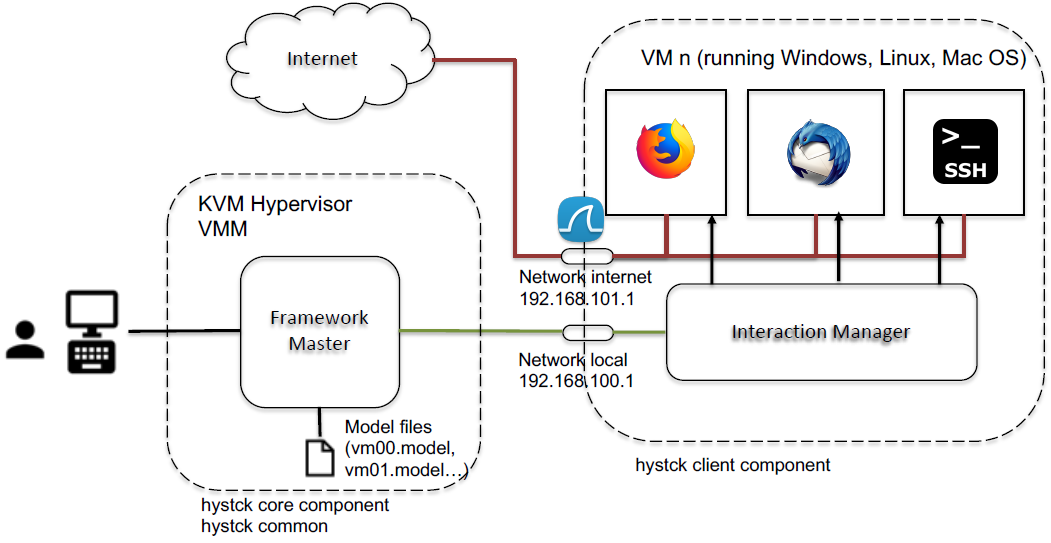 Internet
VM n (running Windows, Linux, Mac OS)
>_
SSH
KVM Hypervisor
VMM
Network internet
192.168.101.1
Framework
Master
Interaction Manager
Network local
192.168.100.1
Model files
(vm00.model,
vm01.model…)
hystck client component
hystck core component
hystck common